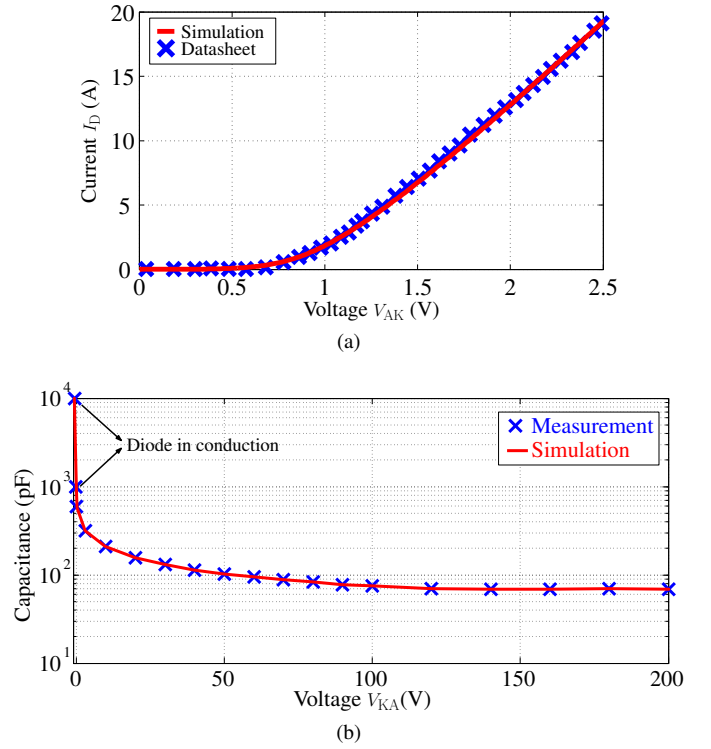 20
15
10
5
0
Current I_D (A)
Simulation
Datasheet
0
0.5
1
1.5
2
2.5
Voltage V_AK (V)
(a)
10^4
10^3
10^2
10^1
Capacitance (pF)
Diode in conduction
Measurement
Simulation
0
50
100
150
200
Voltage V_KA(V)
(b)